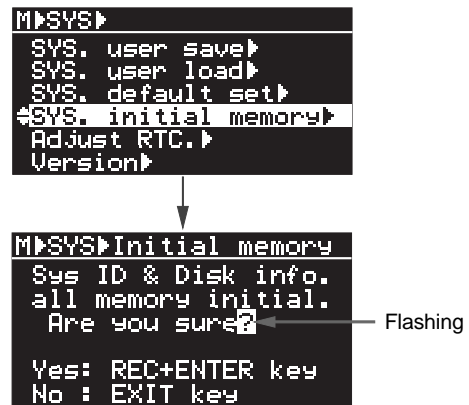 M▶SYS▶
SYS. user save▶
SYS. user load▶
SYS. default set▶
SYS. initial memory▶
Adjust RTC.▶
Version▶
M▶SYS▶Initial memory
Sys ID & Disk info.
all memory initial.
Are you sure?
Flashing
Yes: REC+ENTER key
No : EXIT key